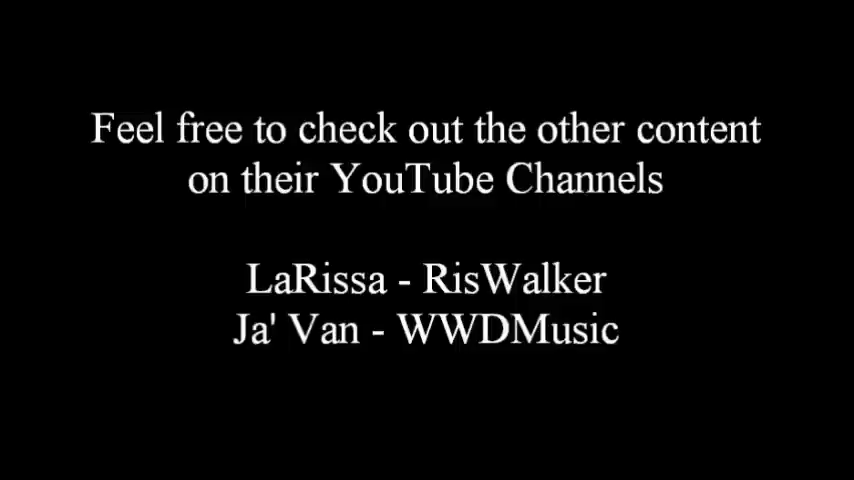 Feel free to check out the other content
on their YouTube Channels
LaRissa - RisWalker
Ja' Van - WWDMusic